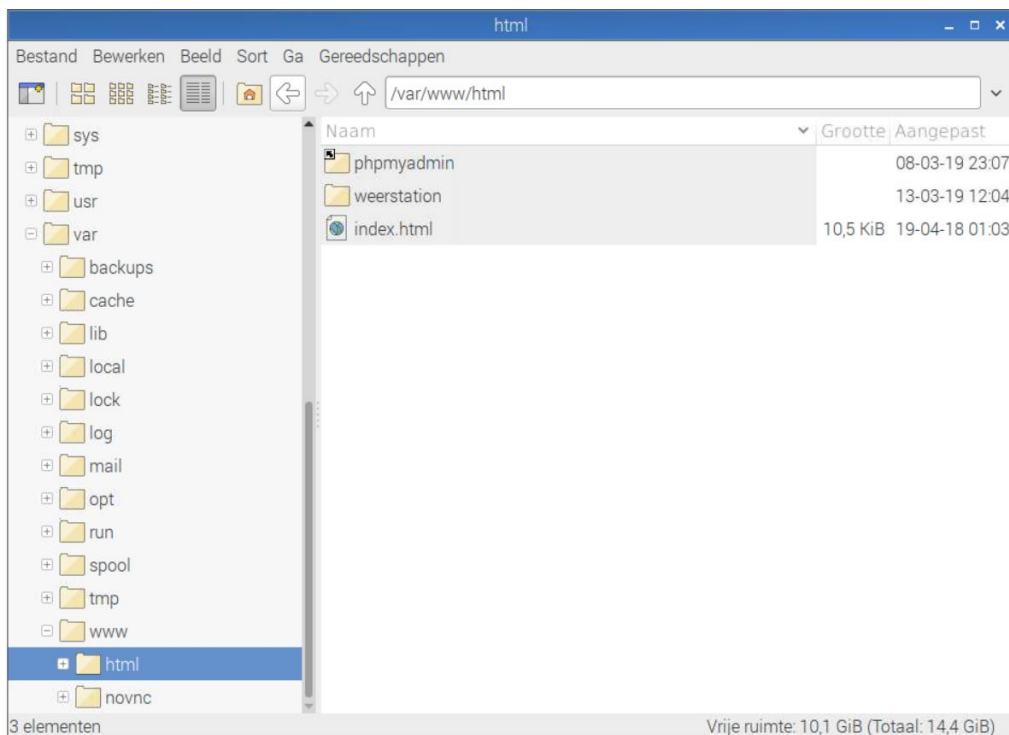 html
Bestand Bewerken Beeld Sort Ga Gereedschappen
/var/www/html
sys
tmp
usr
var
backups
cache
lib
local
lock
log
mail
opt
run
spool
tmp
www
html
novnc
Naam Grootte Aangepast
phpmyadmin 08-03-19 23:07
weerstation 13-03-19 12:04
index.html 10,5 KiB 19-04-18 01:03
3 elementen Vrije ruimte: 10,1 GiB (Totaal: 14,4 GiB)